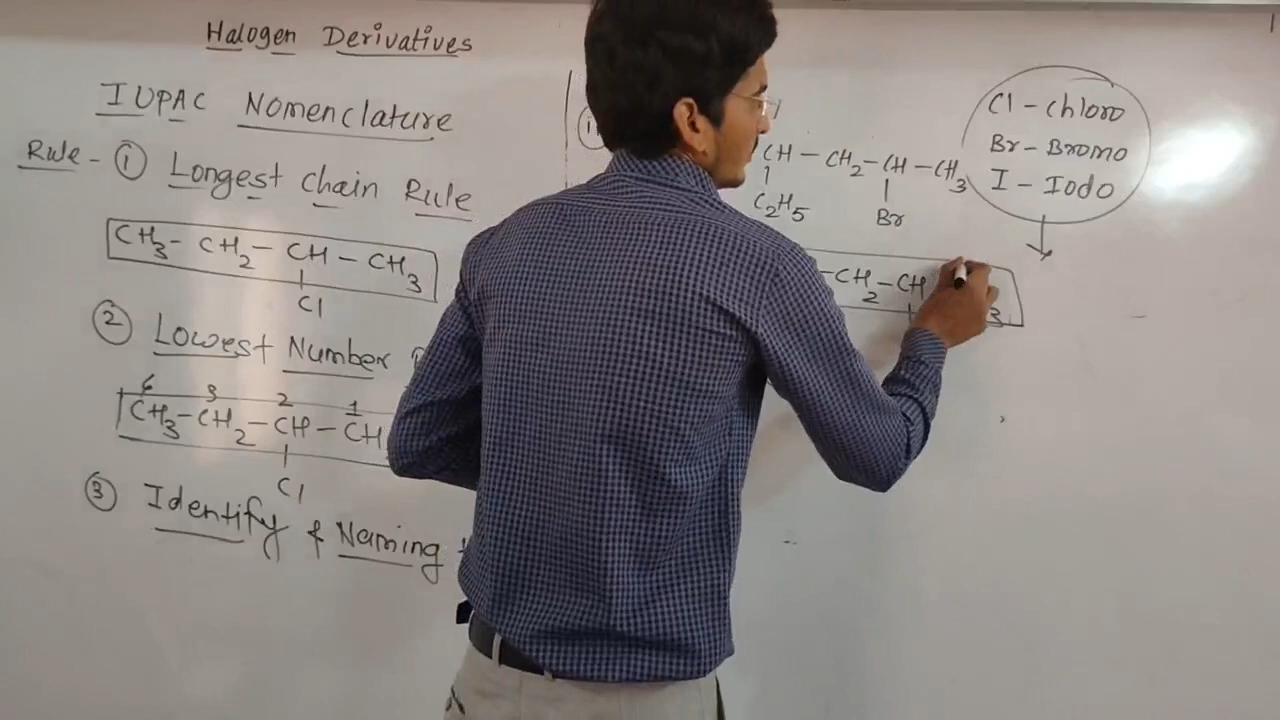 Halogen Derivatives
IUPAC Nomenclature
Rule - ① Longest Chain Rule
CH3 - CH2 - CH - CH3
Cl
② Lowest Number
4 3 2 1
CH3 - CH2 - CH - CH
Cl
③ Identify & Naming
①
CH - CH2 - CH - CH3
C2H5 Br
- CH2 - CH
3
Cl - Chloro
Br - Bromo
I - Iodo